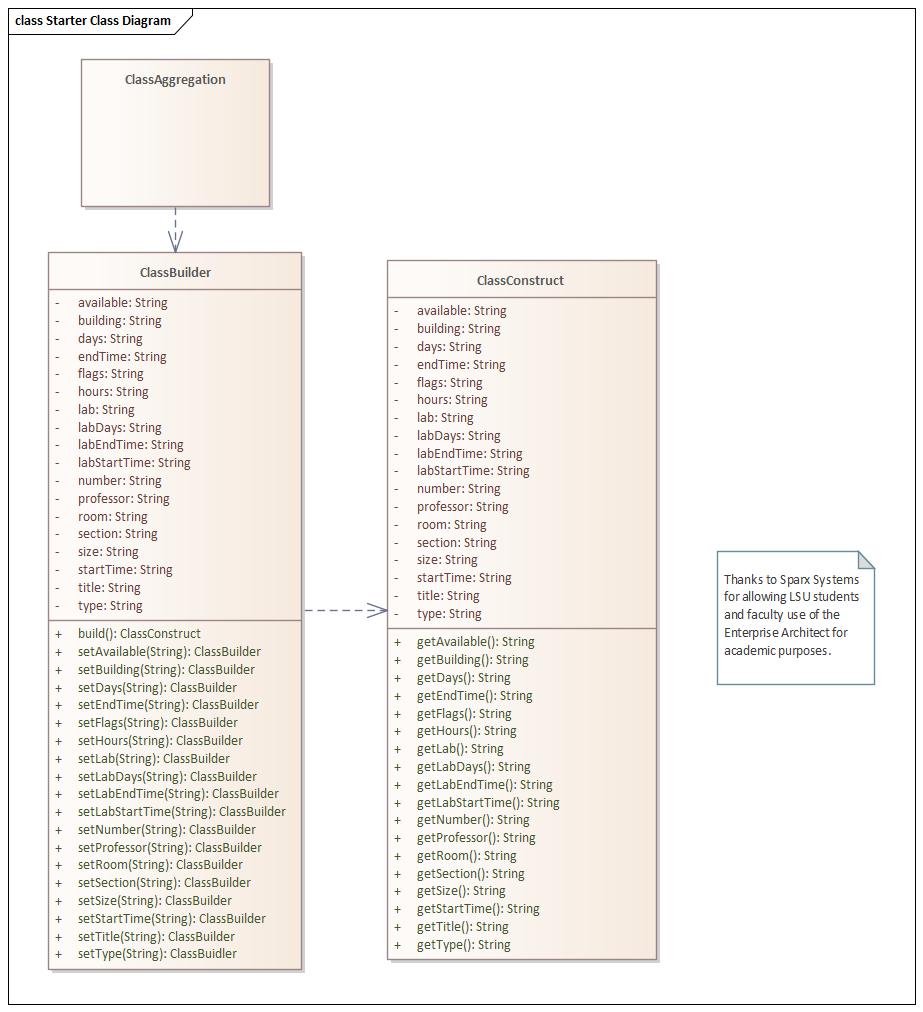 class Starter Class Diagram
ClassAggregation
ClassBuilder
- available: String
- building: String
- days: String
- endTime: String
- flags: String
- hours: String
- lab: String
- labDays: String
- labEndTime: String
- labStartTime: String
- number: String
- professor: String
- room: String
- section: String
- size: String
- startTime: String
- title: String
- type: String
+ build(): ClassConstruct
+ setAvailable(String): ClassBuilder
+ setBuilding(String): ClassBuilder
+ setDays(String): ClassBuilder
+ setEndTime(String): ClassBuilder
+ setFlags(String): ClassBuilder
+ setHours(String): ClassBuilder
+ setLab(String): ClassBuilder
+ setLabDays(String): ClassBuilder
+ setLabEndTime(String): ClassBuilder
+ setLabStartTime(String): ClassBuilder
+ setNumber(String): ClassBuilder
+ setProfessor(String): ClassBuilder
+ setRoom(String): ClassBuilder
+ setSection(String): ClassBuilder
+ setSize(String): ClassBuilder
+ setStartTime(String): ClassBuilder
+ setTitle(String): ClassBuilder
+ setType(String): ClassBuidler
ClassConstruct
- available: String
- building: String
- days: String
- endTime: String
- flags: String
- hours: String
- lab: String
- labDays: String
- labEndTime: String
- labStartTime: String
- number: String
- professor: String
- room: String
- section: String
- size: String
- startTime: String
- title: String
- type: String
+ getAvailable(): String
+ getBuilding(): String
+ getDays(): String
+ getEndTime(): String
+ getFlags(): String
+ getHours(): String
+ getLab(): String
+ getLabDays(): String
+ getLabEndTime(): String
+ getLabStartTime(): String
+ getNumber(): String
+ getProfessor(): String
+ getRoom(): String
+ getSection(): String
+ getSize(): String
+ getStartTime(): String
+ getTitle(): String
+ getType(): String
Thanks to Sparx Systems
for allowing LSU students
and faculty use of the
Enterprise Architect for
academic purposes.